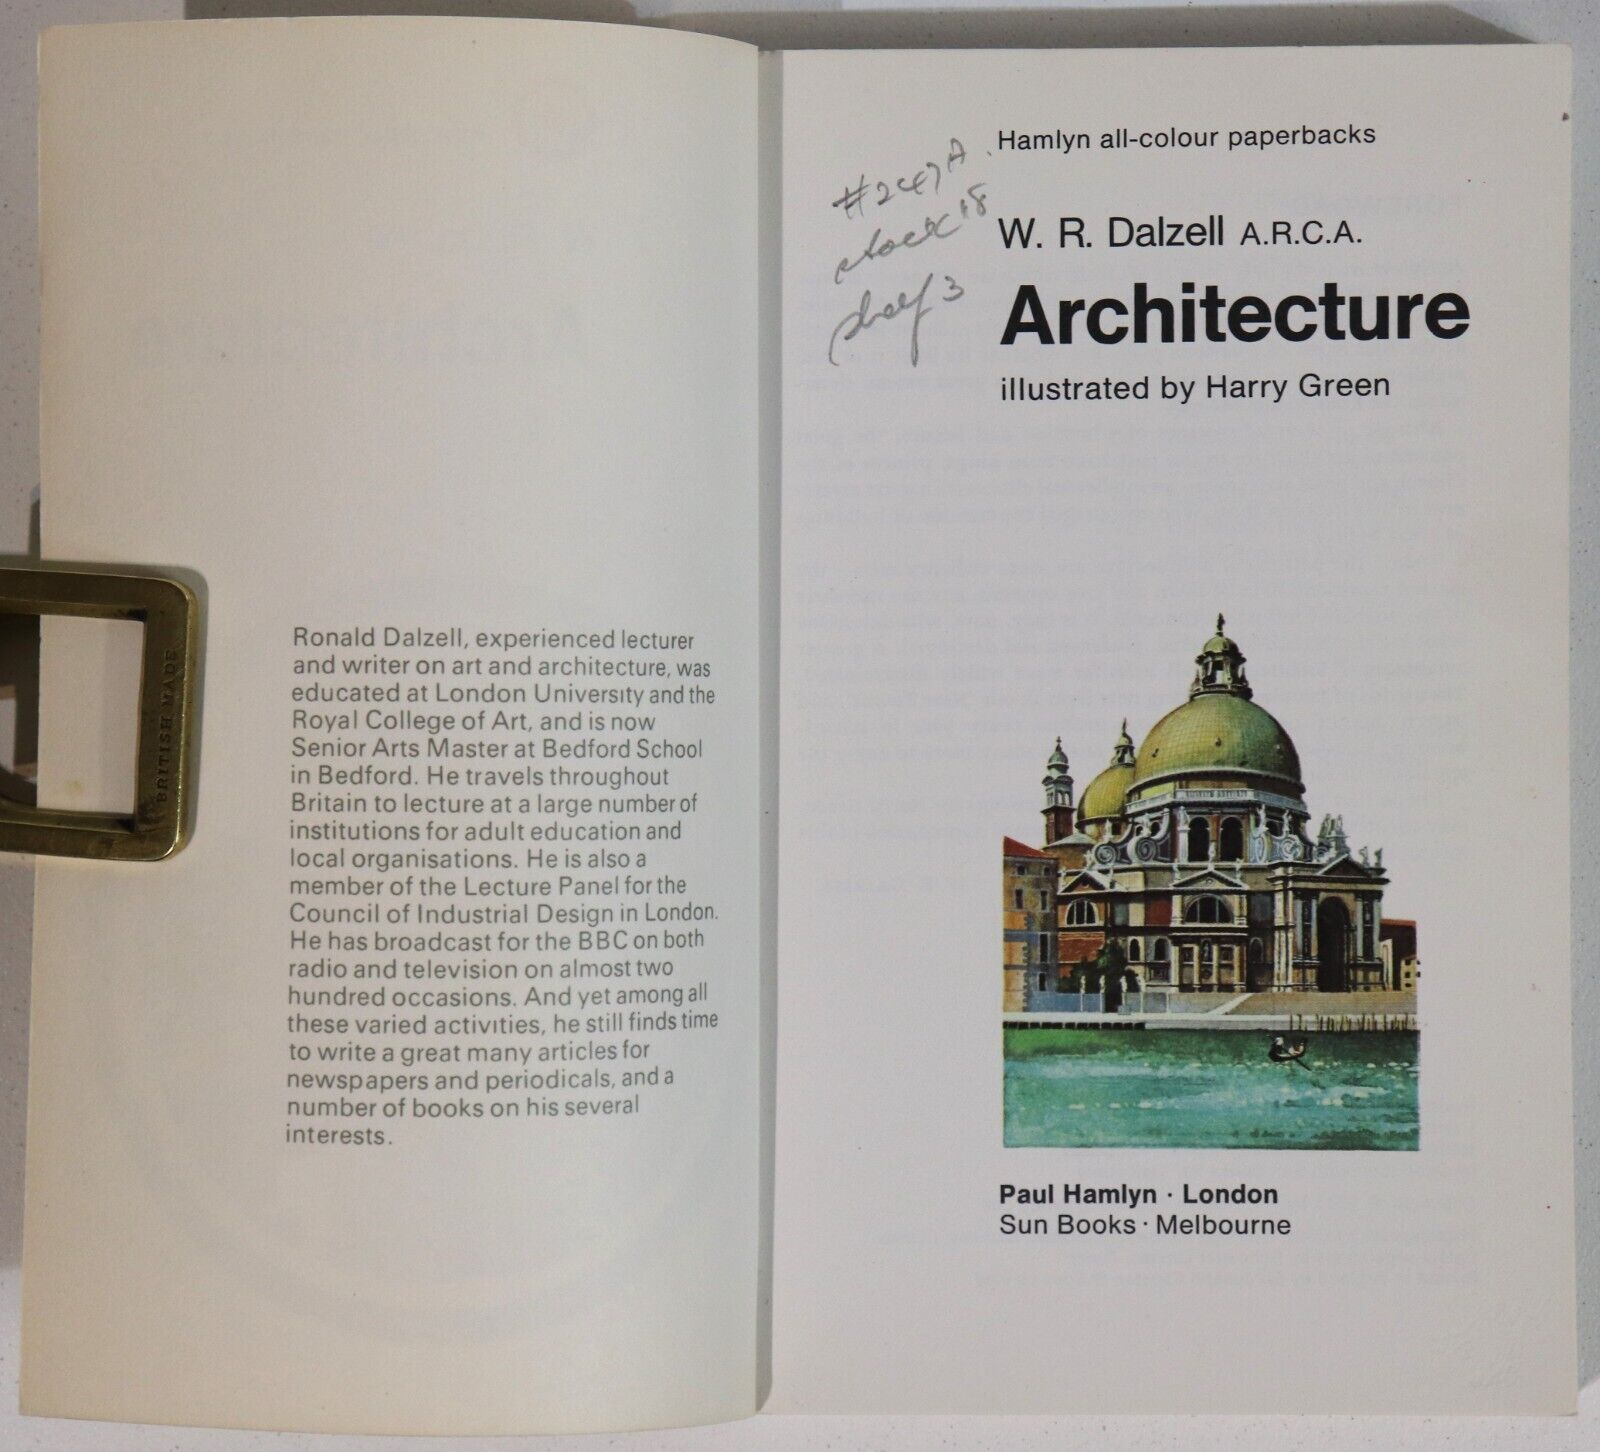 Ronald Dalzell, experienced lecturer
and writer on art and architecture, was
educated at London University and the
Royal College of Art, and is now
Senior Arts Master at Bedford School
in Bedford. He travels throughout
Britain to lecture at a large number of
institutions for adult education and
local organisations. He is also a
member of the Lecture Panel for the
Council of Industrial Design in London.
He has broadcast for the BBC on both
radio and television on almost two
hundred occasions. And yet among all
these varied activities, he still finds time
to write a great many articles for
newspapers and periodicals, and a
number of books on his several
interests.
BRITISH MADE
#247A
stock 18
shelf 3
Hamlyn all-colour paperbacks
W. R. Dalzell A.R.C.A.
Architecture
illustrated by Harry Green
Paul Hamlyn · London
Sun Books · Melbourne